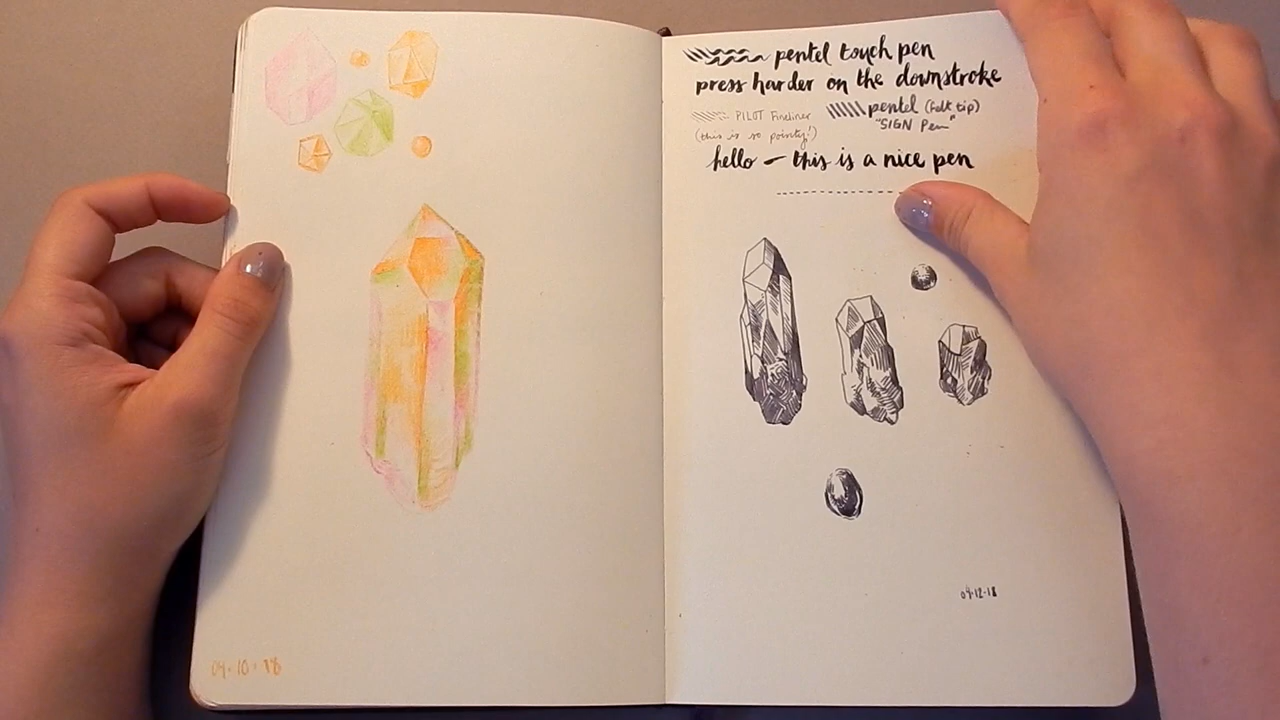 04·10·18
pentel touch pen
press harder on the downstroke
PILOT Fineliner
(this is so pointy!)
pentel (felt tip)
"SIGN Pen"
hello – this is a nice pen
04·12·18